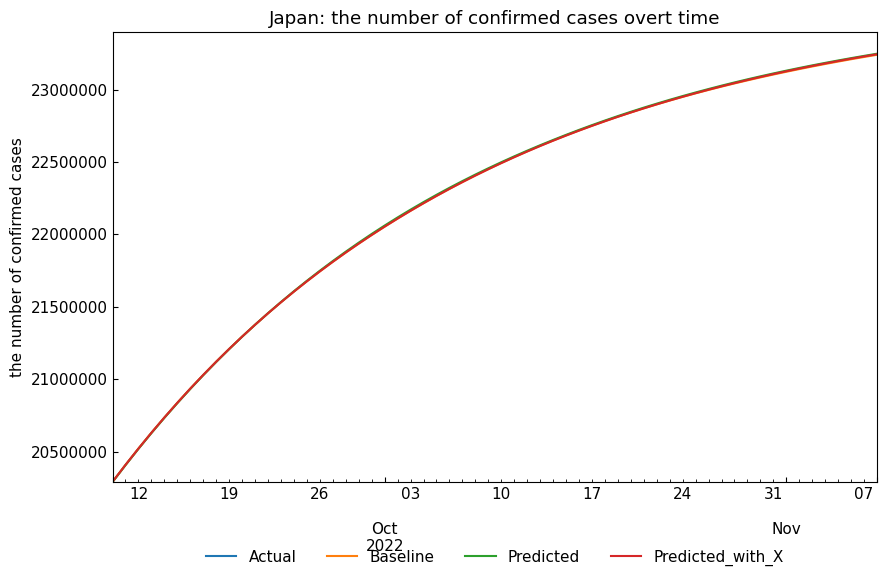 Japan: the number of confirmed cases overt time
the number of confirmed cases
23000000
22500000
22000000
21500000
21000000
20500000
12 19 26 03 10 17 24 31 07
Oct Nov
2022
Actual Baseline Predicted Predicted_with_X